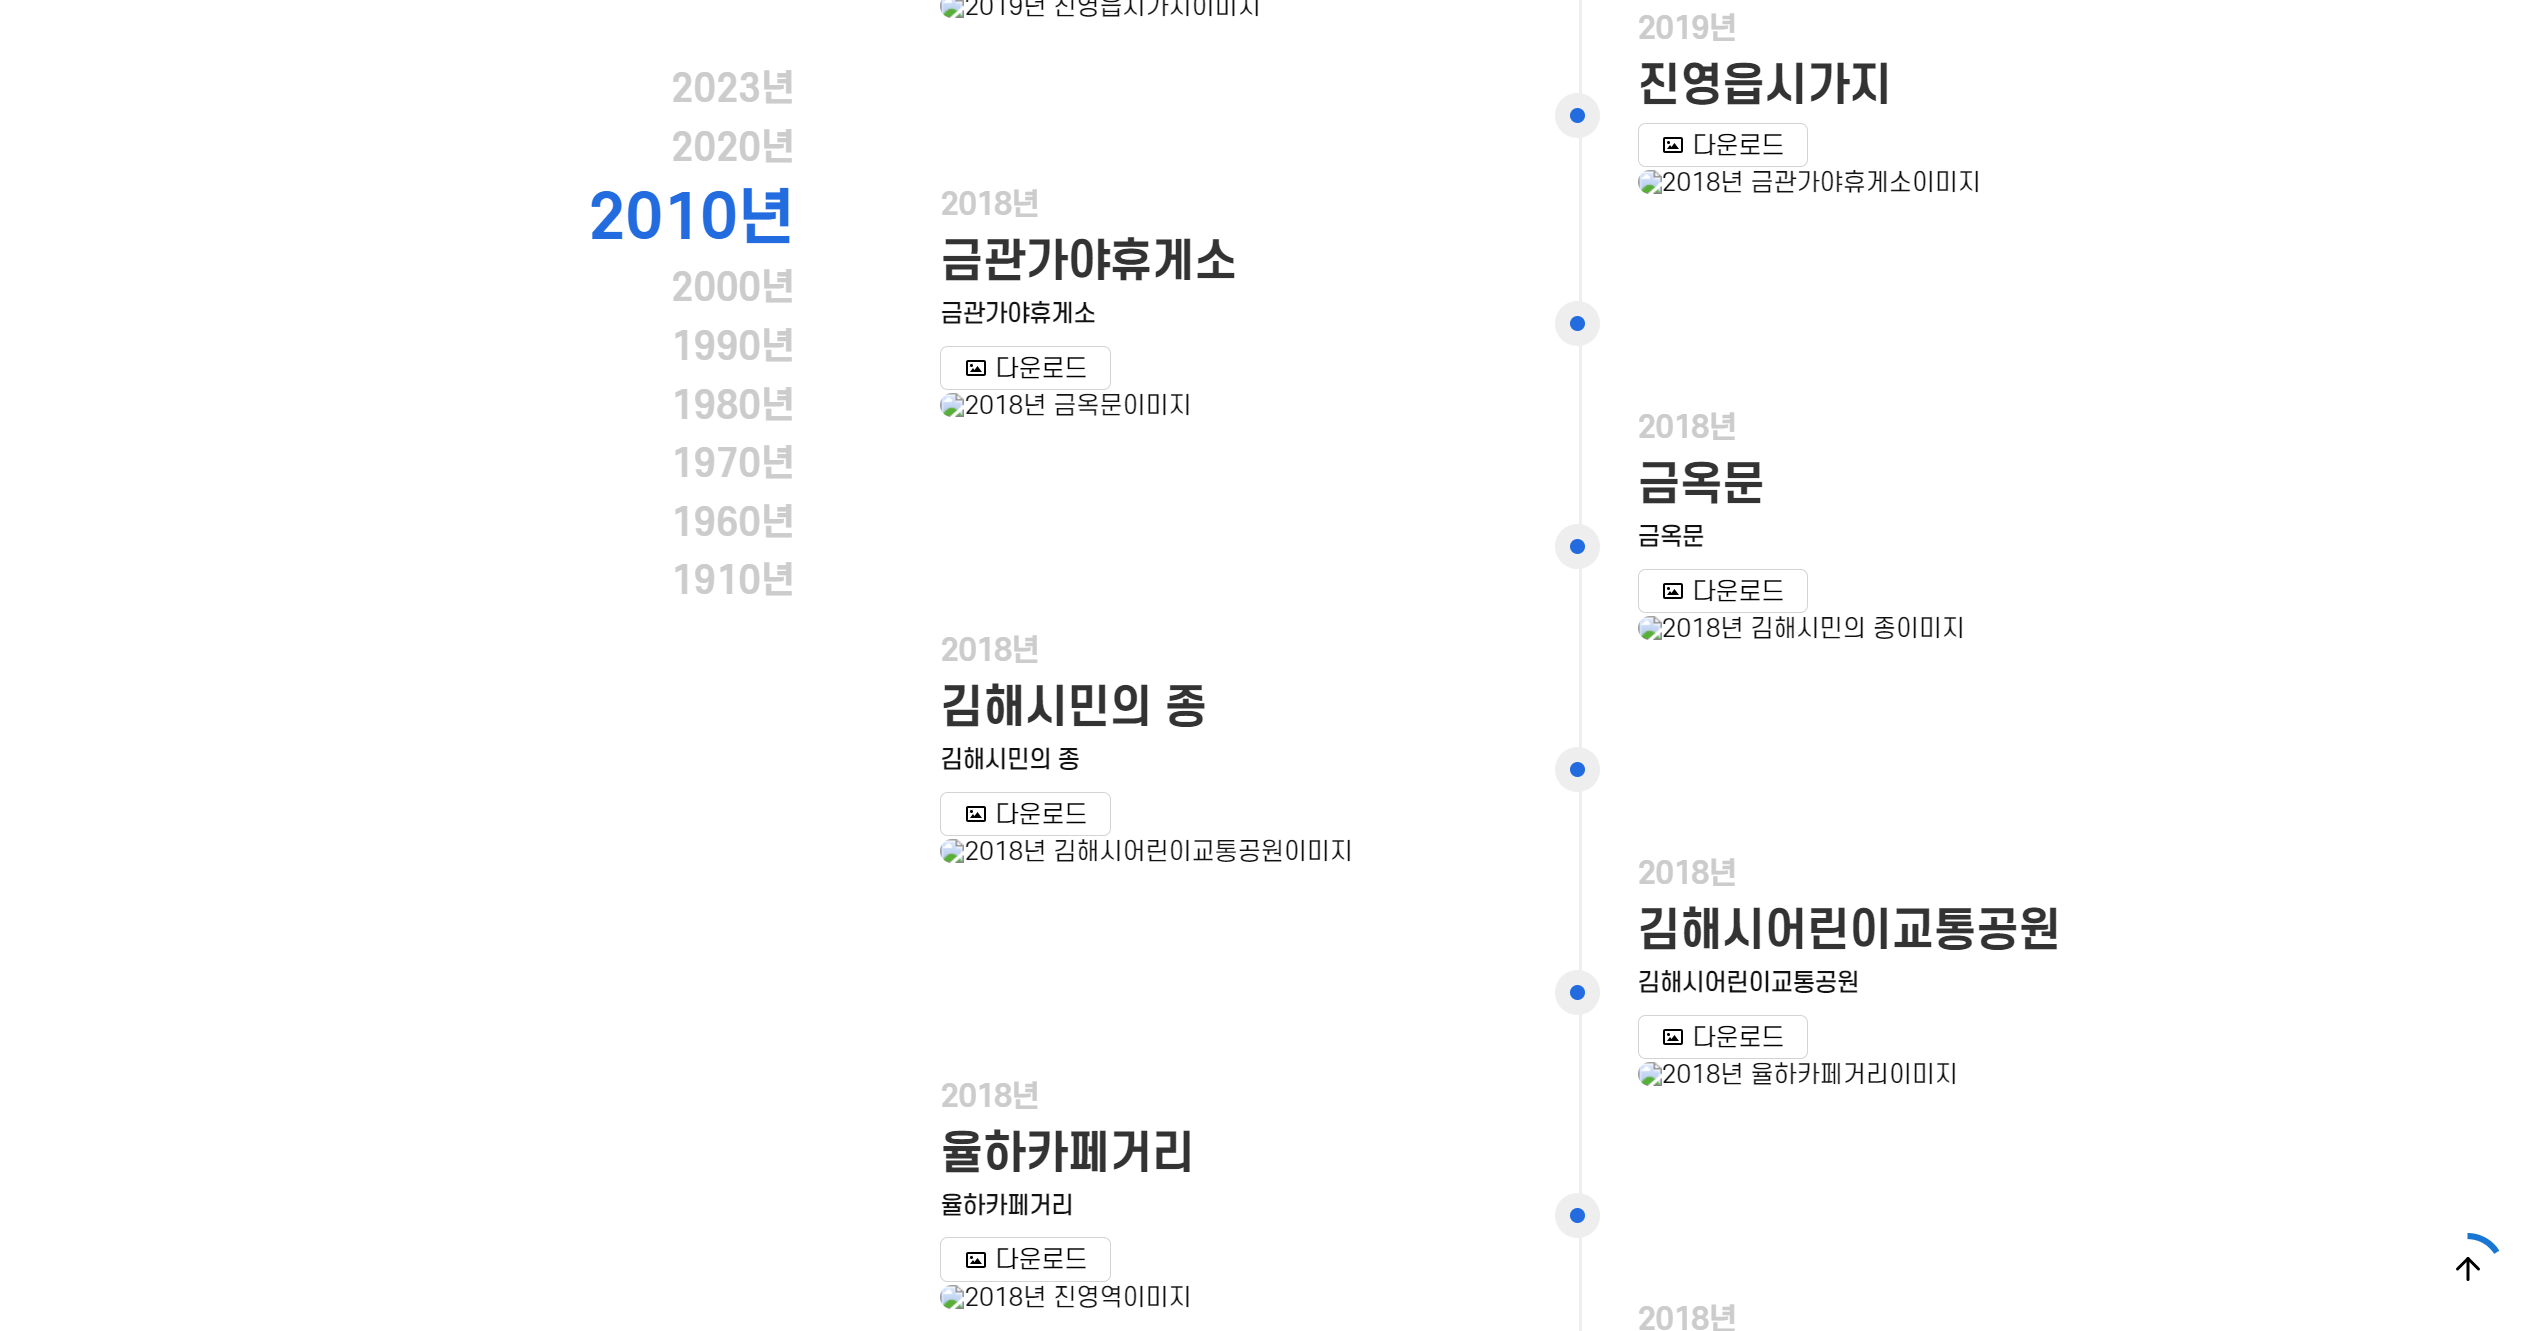 2019년 진영읍시가지이미지
2023년
2020년
2010년
2000년
1990년
1980년
1970년
1960년
1910년
2019년
진영읍시가지
다운로드
2018년 금관가야휴게소이미지
2018년
금관가야휴게소
금관가야휴게소
다운로드
2018년 금옥문이미지
2018년
금옥문
금옥문
다운로드
2018년 김해시민의 종이미지
2018년
김해시민의 종
김해시민의 종
다운로드
2018년 김해시어린이교통공원이미지
2018년
김해시어린이교통공원
김해시어린이교통공원
다운로드
2018년 율하카페거리이미지
2018년
율하카페거리
율하카페거리
다운로드
2018년 진영역이미지
2018년